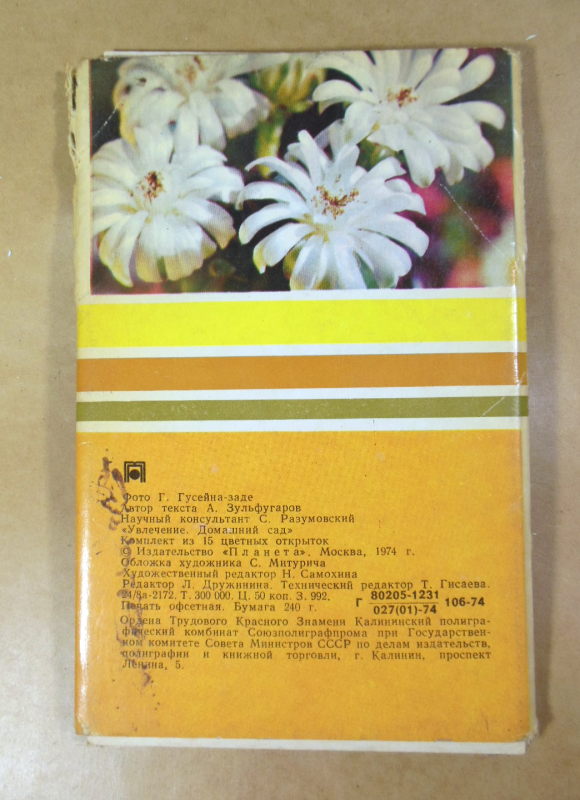 Фото Г. Гусейна-заде
Автор текста А. Зульфугаров
Научный консультант С. Разумовский
«Увлечение. Домашний сад»
Комплект из 15 цветных открыток
© Издательство «Планета». Москва, 1974 г.
Обложка художника С. Митурича
Художественный редактор Н. Самохина
Редактор Л. Дружинина. Технический редактор Т. Гисаева.
24/3а-2172. Т. 300 000. Ц. 50 коп. З. 992.
Печать офсетная. Бумага 240 г.
Г 80205-1231 106-74
027(01)-74
Ордена Трудового Красного Знамени Калининский полигра-
фический комбинат Союзполиграфпрома при Государствен-
ном комитете Совета Министров СССР по делам издательств,
полиграфии и книжной торговли, г. Калинин, проспект
Ленина, 5.